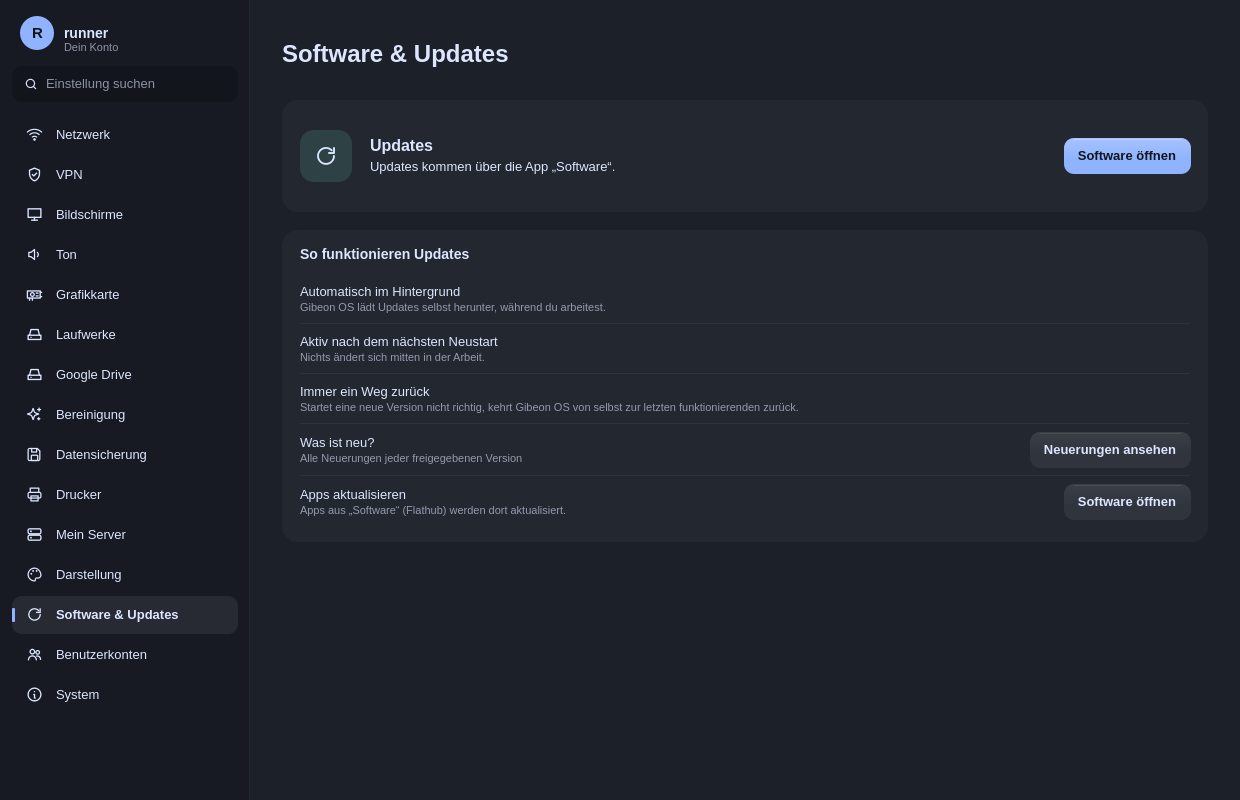 R
runner
Dein Konto
Einstellung suchen
Netzwerk
VPN
Bildschirme
Ton
Grafikkarte
Laufwerke
Google Drive
Bereinigung
Datensicherung
Drucker
Mein Server
Darstellung
Software & Updates
Benutzerkonten
System
Software & Updates
Updates
Updates kommen über die App „Software“.
Software öffnen
So funktionieren Updates
Automatisch im Hintergrund
Gibeon OS lädt Updates selbst herunter, während du arbeitest.
Aktiv nach dem nächsten Neustart
Nichts ändert sich mitten in der Arbeit.
Immer ein Weg zurück
Startet eine neue Version nicht richtig, kehrt Gibeon OS von selbst zur letzten funktionierenden zurück.
Was ist neu?
Alle Neuerungen jeder freigegebenen Version
Neuerungen ansehen
Apps aktualisieren
Apps aus „Software“ (Flathub) werden dort aktualisiert.
Software öffnen